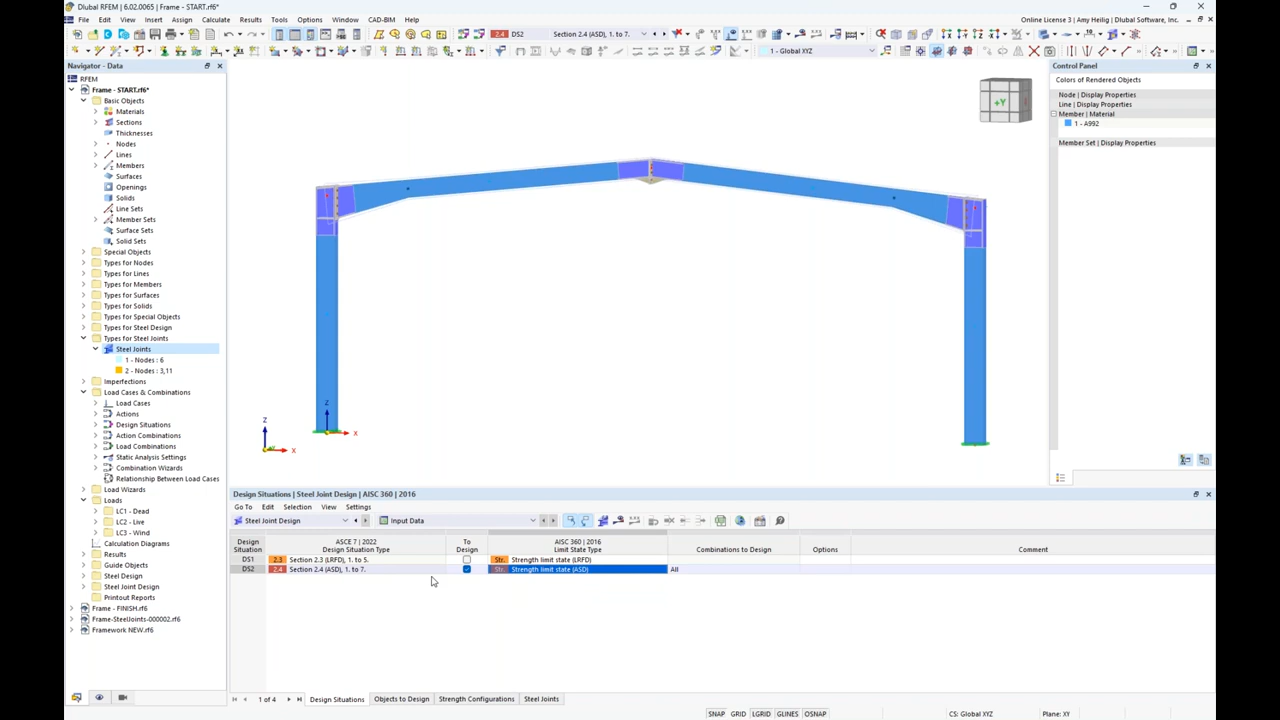 Dlubal RFEM | 6.02.0065 | Frame - START.rf6*
File Edit View Insert Assign Calculate Results Tools Options Window CAD-BIM Help
Online License 3 | Amy Heilig | Dlubal Software, Inc.
2.4 DS2 Section 2.4 (ASD), 1. to 7.
1 - Global XYZ
Navigator - Data
RFEM
Frame - START.rf6*
Basic Objects
Materials
Sections
Thicknesses
Nodes
Lines
Members
Surfaces
Openings
Solids
Line Sets
Member Sets
Surface Sets
Solid Sets
Special Objects
Types for Nodes
Types for Lines
Types for Members
Types for Surfaces
Types for Solids
Types for Special Objects
Types for Steel Design
Types for Steel Joints
Steel Joints
1 - Nodes : 6
2 - Nodes : 3,11
Imperfections
Load Cases & Combinations
Load Cases
Actions
Design Situations
Action Combinations
Load Combinations
Static Analysis Settings
Combination Wizards
Relationship Between Load Cases
Load Wizards
Loads
LC1 - Dead
LC2 - Live
LC3 - Wind
Calculation Diagrams
Results
Guide Objects
Steel Design
Steel Joint Design
Printout Reports
Frame - FINISH.rf6
Frame-SteelJoints-000002.rf6
Framework NEW.rf6
+Y
Z
X
Z
X
Control Panel
Colors of Rendered Objects
Node | Display Properties
Line | Display Properties
Member | Material
1 - A992
Member Set | Display Properties
Design Situations | Steel Joint Design | AISC 360 | 2016
Go To Edit Selection View Settings
Steel Joint Design Input Data
Design Situation ASCE 7 | 2022 Design Situation Type To Design AISC 360 | 2016 Limit State Type Combinations to Design Options Comment
DS1 2.3 Section 2.3 (LRFD), 1. to 5. Str. Strength limit state (LRFD)
DS2 2.4 Section 2.4 (ASD), 1. to 7. Str. Strength limit state (ASD) All
1 of 4 Design Situations Objects to Design Strength Configurations Steel Joints
SNAP GRID LGRID GLINES OSNAP CS: Global XYZ Plane: XY